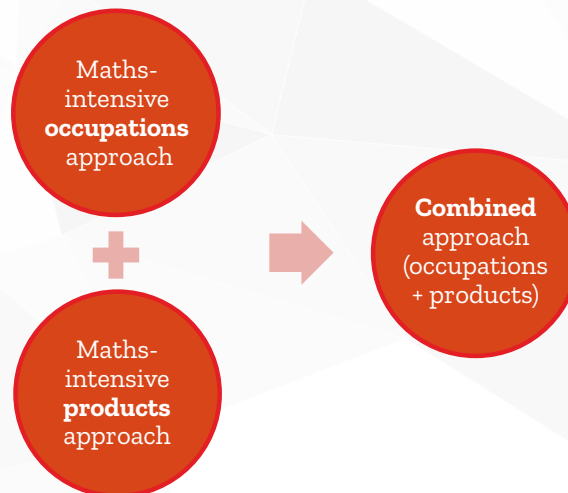 Maths-
intensive
occupations
approach
Maths-
intensive
products
approach
Combined
approach
(occupations
+ products)